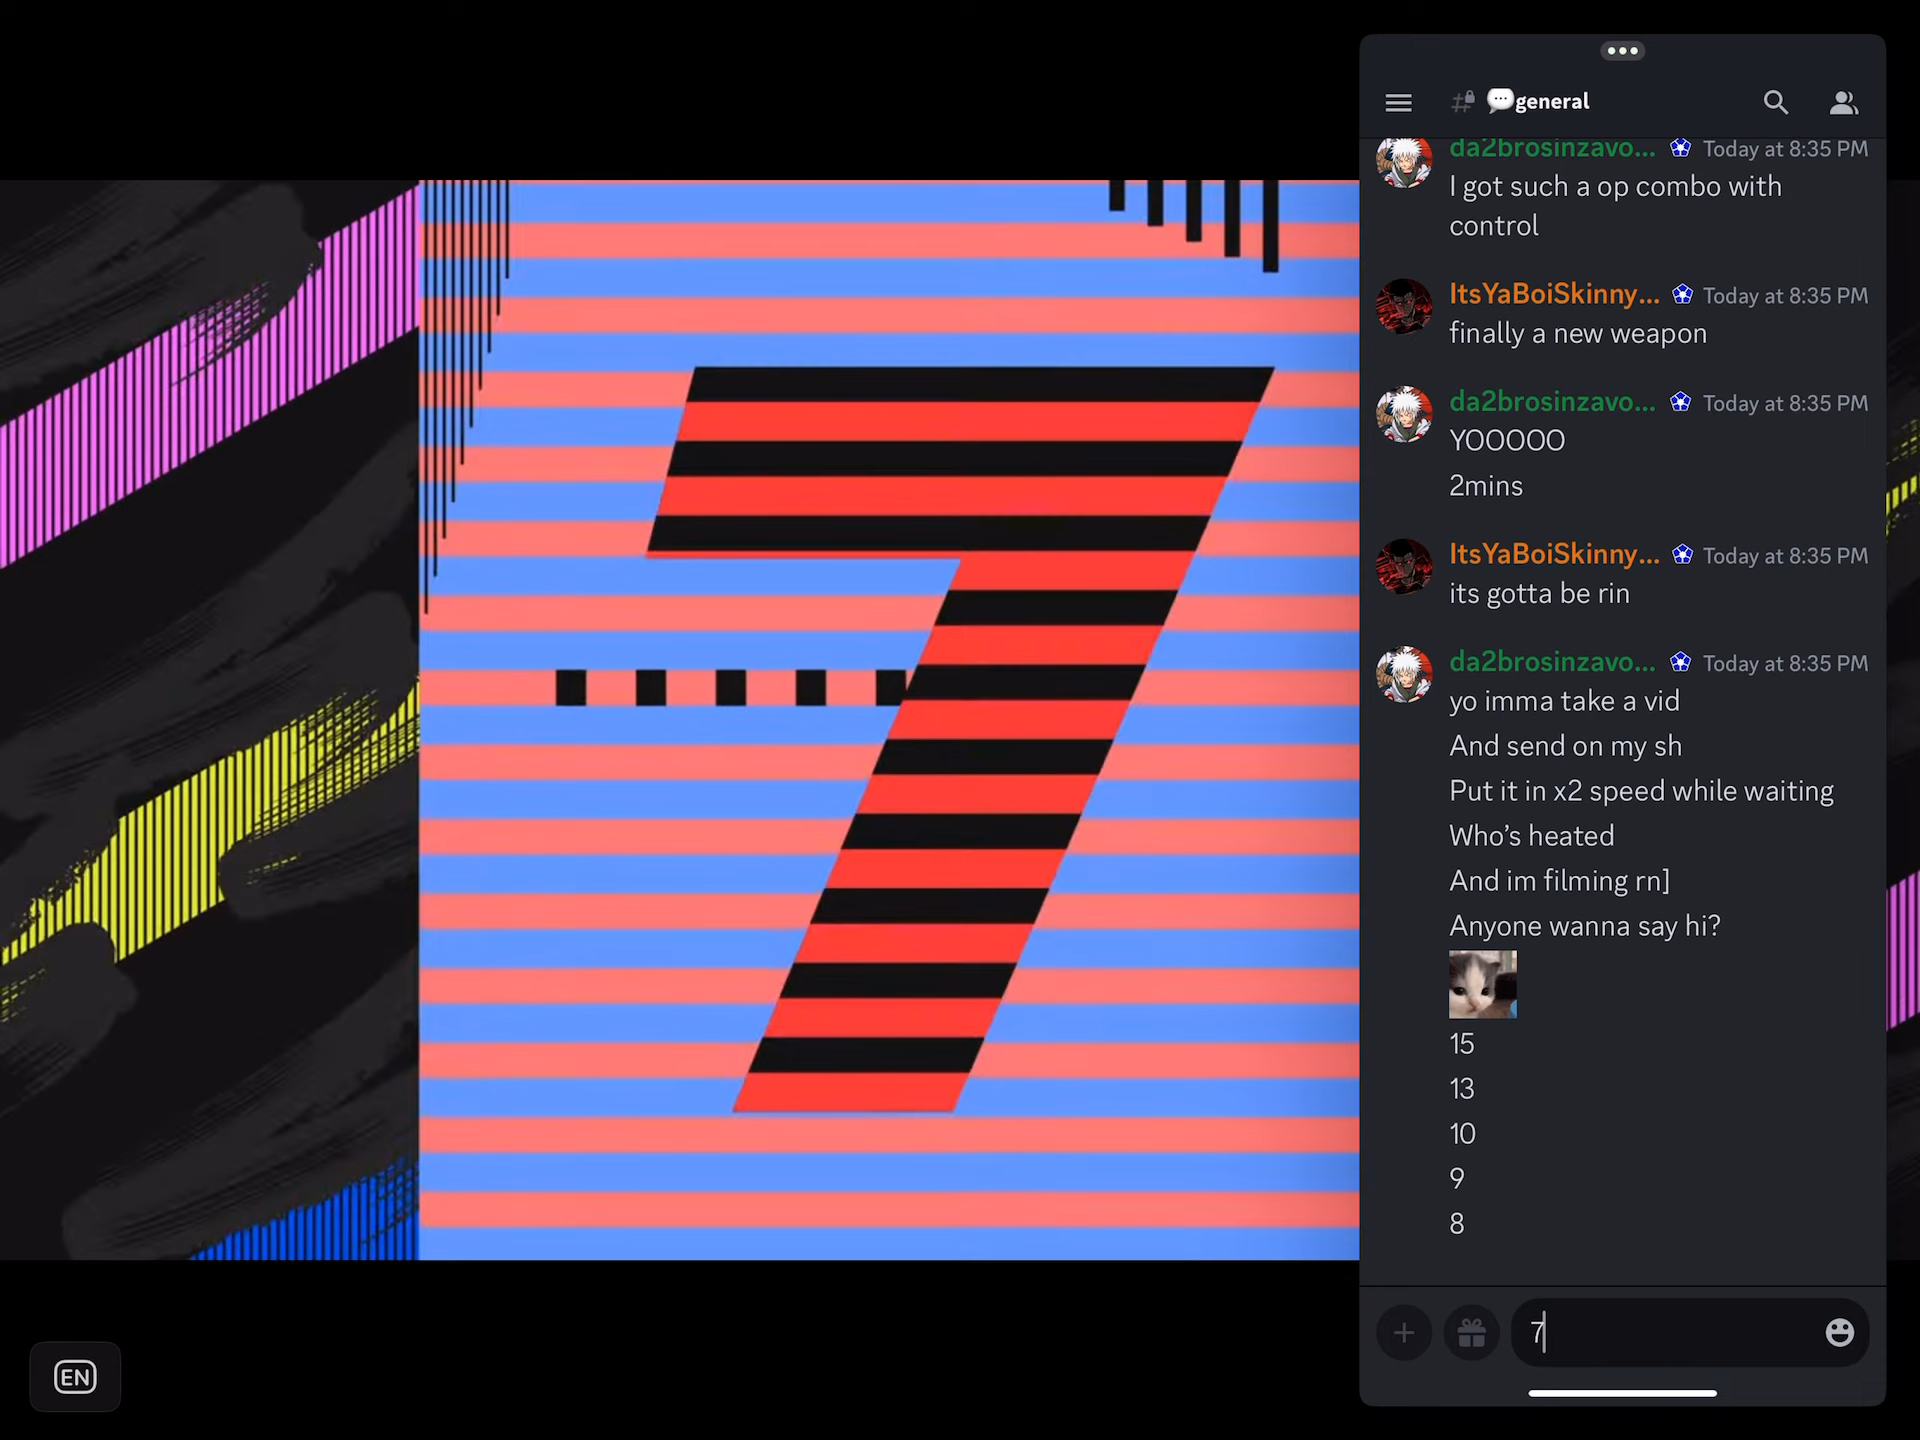 7
general
da2brosinzavo... Today at 8:35 PM
I got such a op combo with
control
ItsYaBoiSkinny... Today at 8:35 PM
finally a new weapon
da2brosinzavo... Today at 8:35 PM
YOOOOO
2mins
ItsYaBoiSkinny... Today at 8:35 PM
its gotta be rin
da2brosinzavo... Today at 8:35 PM
yo imma take a vid
And send on my sh
Put it in x2 speed while waiting
Who’s heated
And im filming rn]
Anyone wanna say hi?
15
13
10
9
8
7
EN